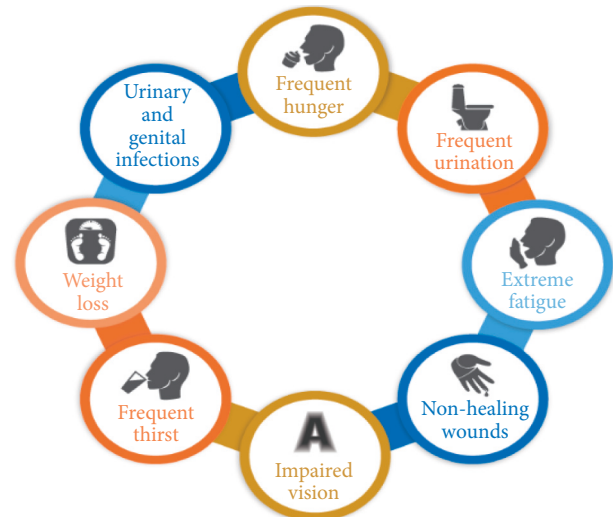 Frequent
hunger
Frequent
urination
Extreme
fatigue
Non-healing
wounds
A
Impaired
vision
Frequent
thirst
Weight
loss
Urinary
and
genital
infections